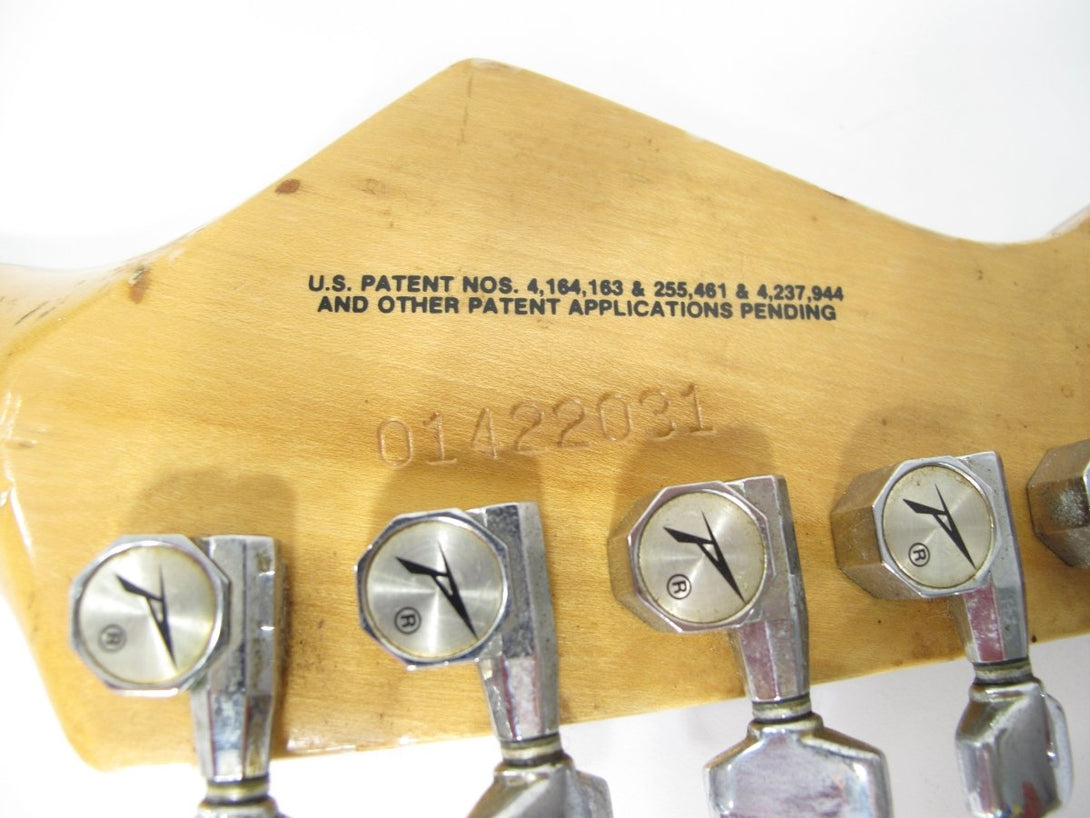 U.S. PATENT NOS. 4,164,163 & 255,461 & 4,237,944
AND OTHER PATENT APPLICATIONS PENDING
01422031
®
®
®
®